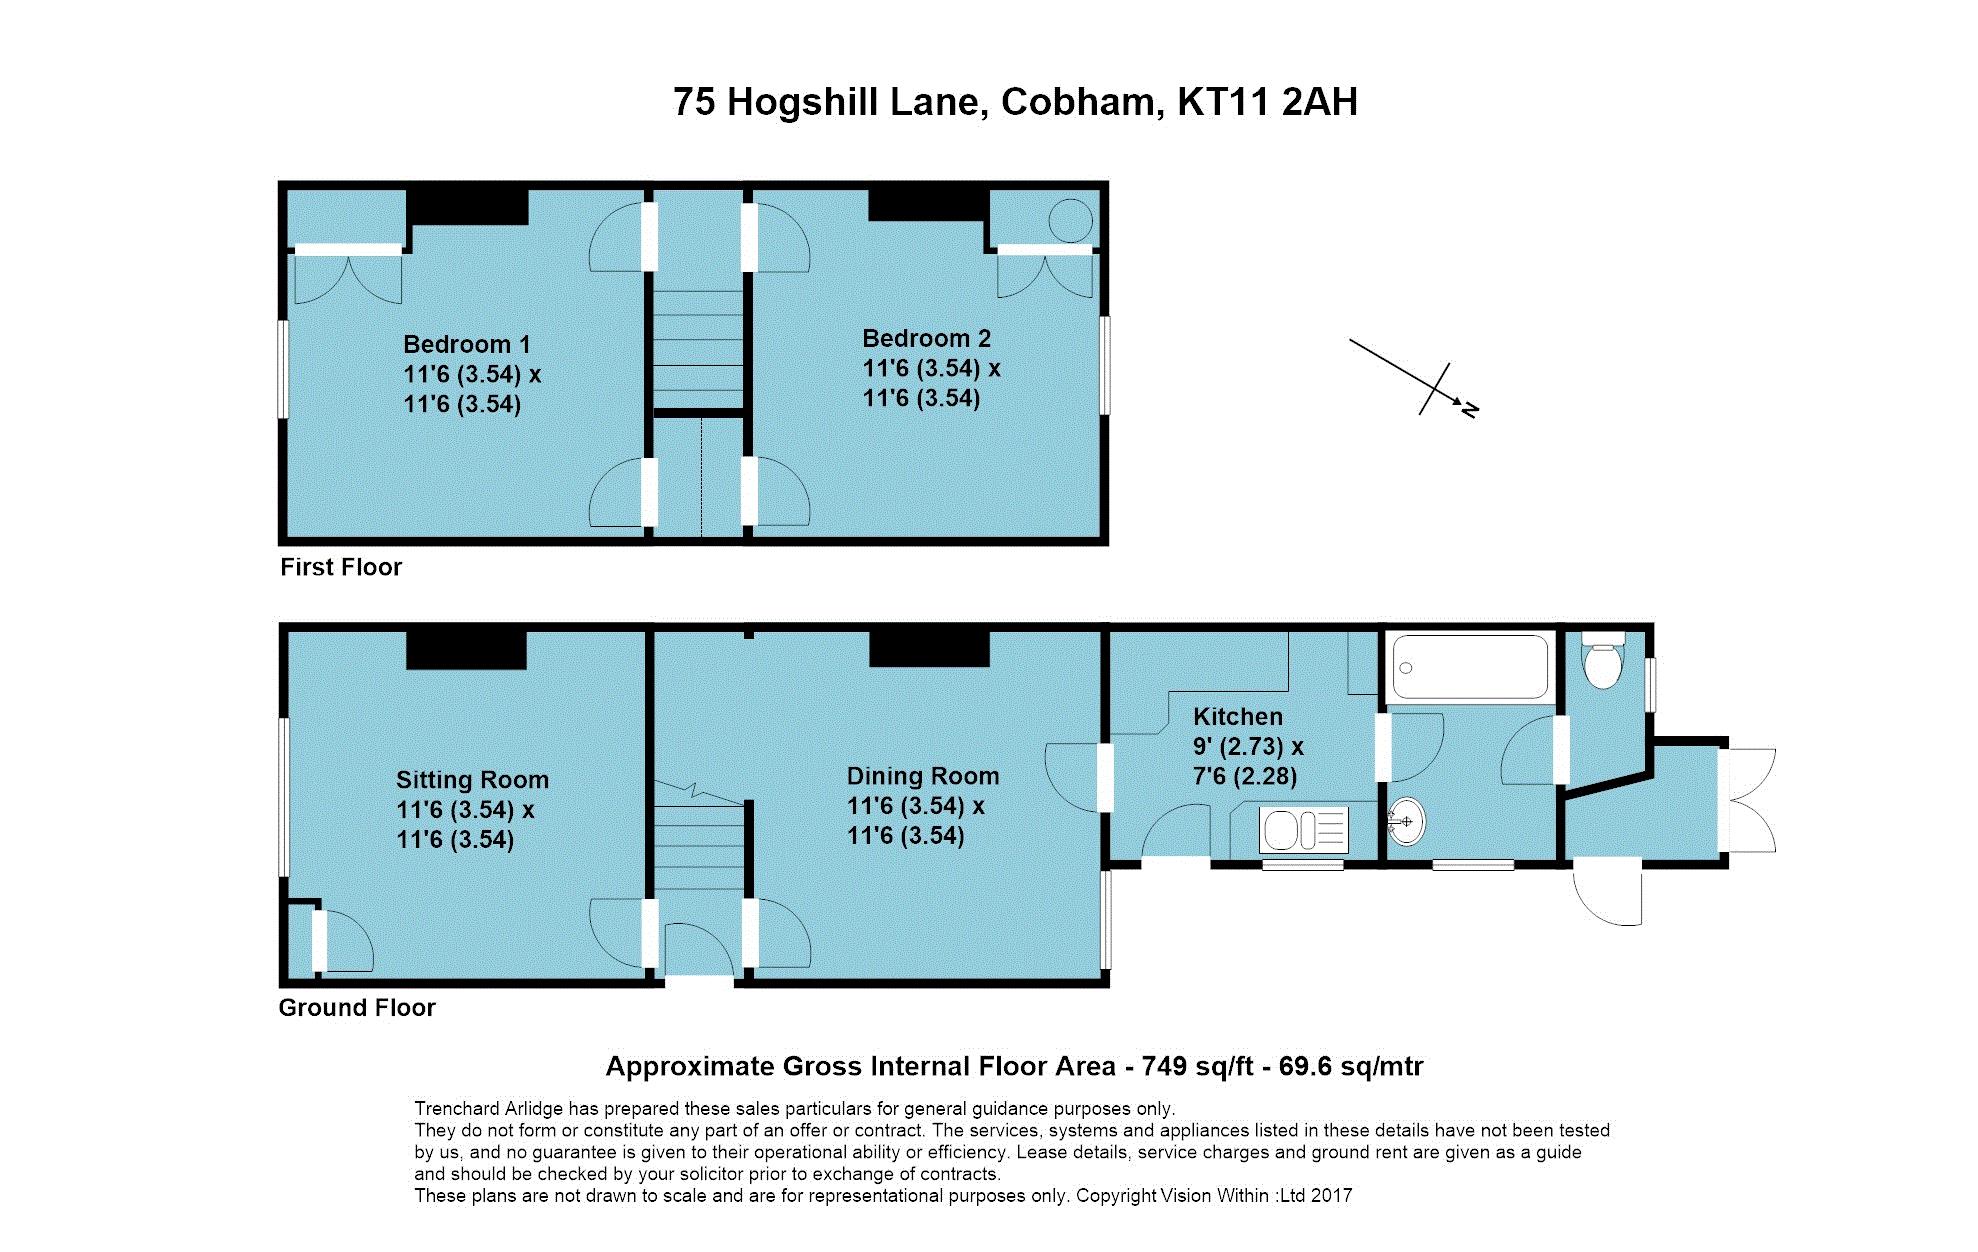 75 Hogshill Lane, Cobham, KT11 2AH
Bedroom 1
11'6 (3.54) x
11'6 (3.54)
Bedroom 2
11'6 (3.54) x
11'6 (3.54)
N
First Floor
Sitting Room
11'6 (3.54) x
11'6 (3.54)
Dining Room
11'6 (3.54) x
11'6 (3.54)
Kitchen
9' (2.73) x
7'6 (2.28)
Ground Floor
Approximate Gross Internal Floor Area - 749 sq/ft - 69.6 sq/mtr
Trenchard Arlidge has prepared these sales particulars for general guidance purposes only.
They do not form or constitute any part of an offer or contract. The services, systems and appliances listed in these details have not been tested
by us, and no guarantee is given to their operational ability or efficiency. Lease details, service charges and ground rent are given as a guide
and should be checked by your solicitor prior to exchange of contracts.
These plans are not drawn to scale and are for representational purposes only. Copyright Vision Within :Ltd 2017